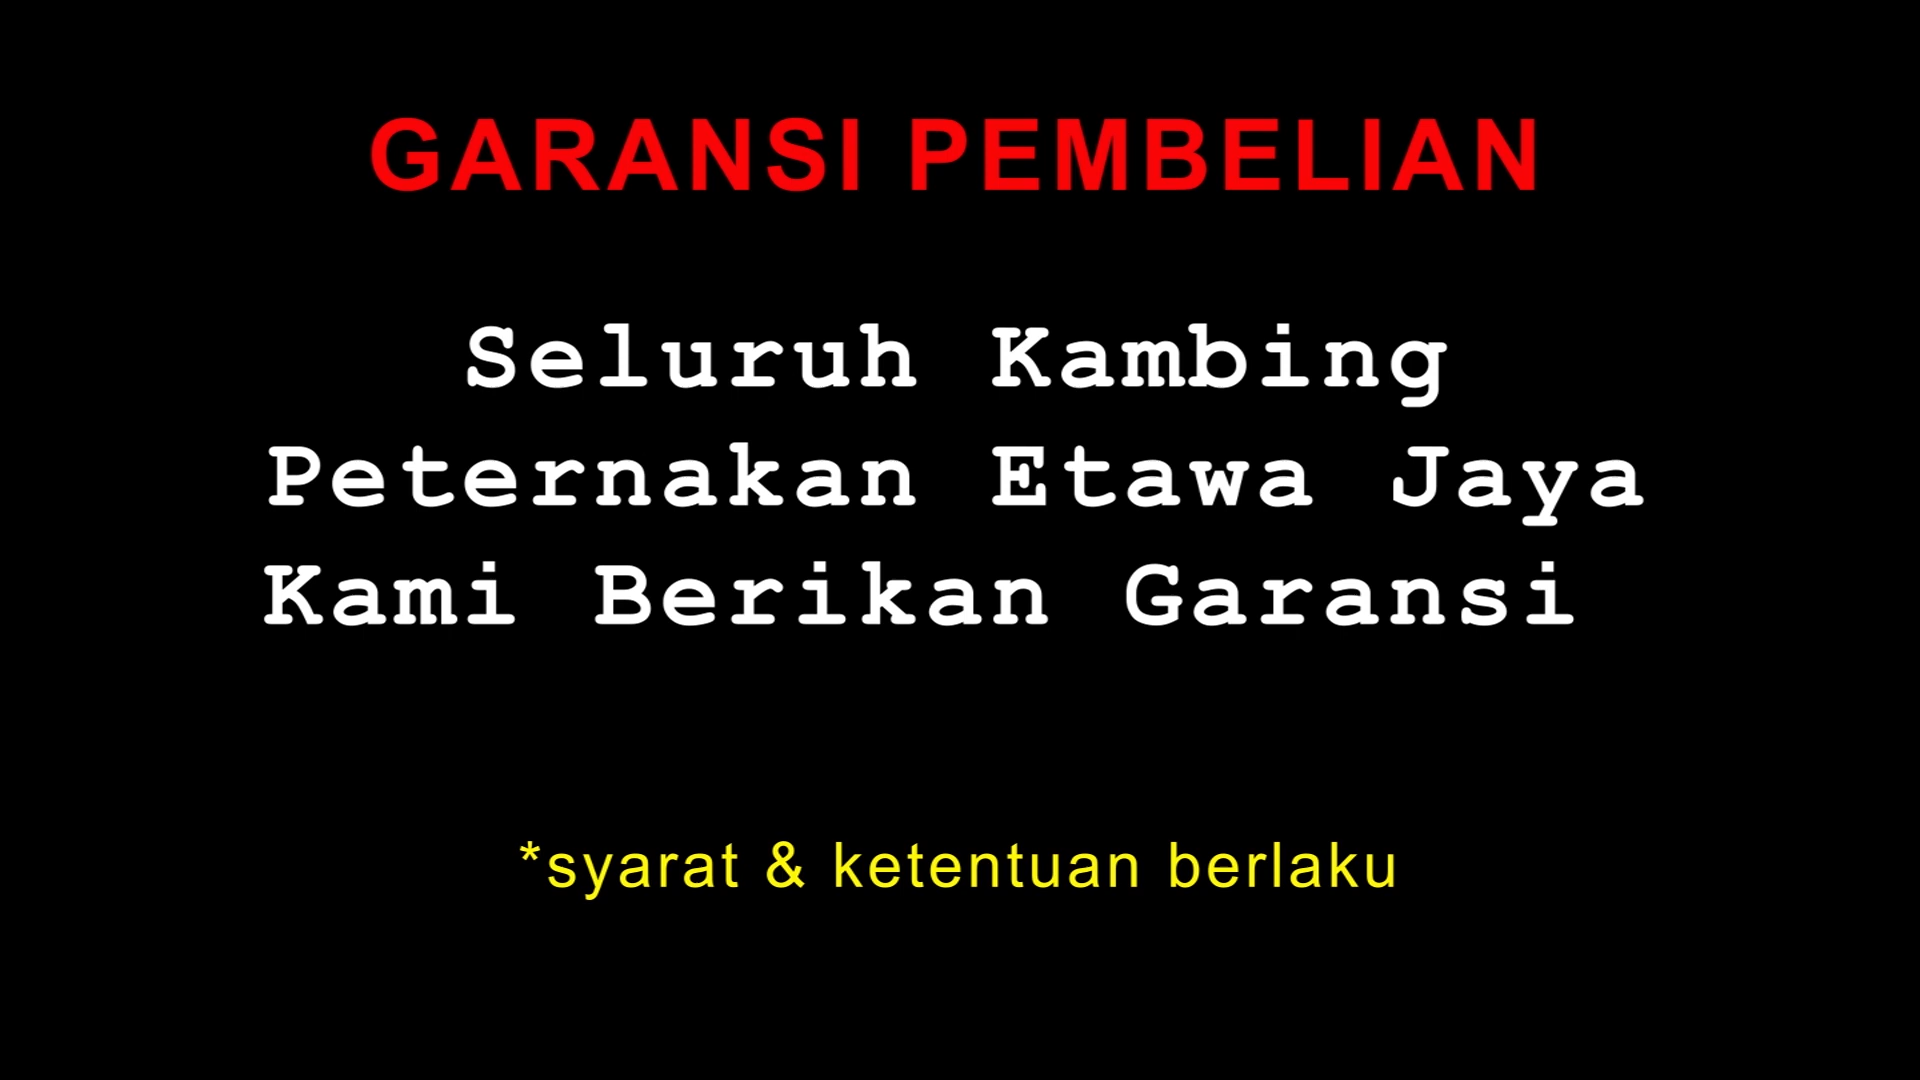 GARANSI PEMBELIAN
Seluruh Kambing
Peternakan Etawa Jaya
Kami Berikan Garansi
*syarat & ketentuan berlaku